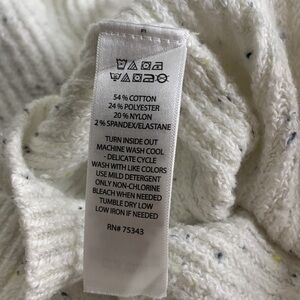 54% COTTON
24% POLYESTER
20% NYLON
2% SPANDEX/ELASTANE
TURN INSIDE OUT
MACHINE WASH COOL
- DELICATE CYCLE
WASH WITH LIKE COLORS
USE MILD DETERGENT
ONLY NON-CHLORINE
BLEACH WHEN NEEDED
TUMBLE DRY LOW
LOW IRON IF NEEDED
RN# 75343